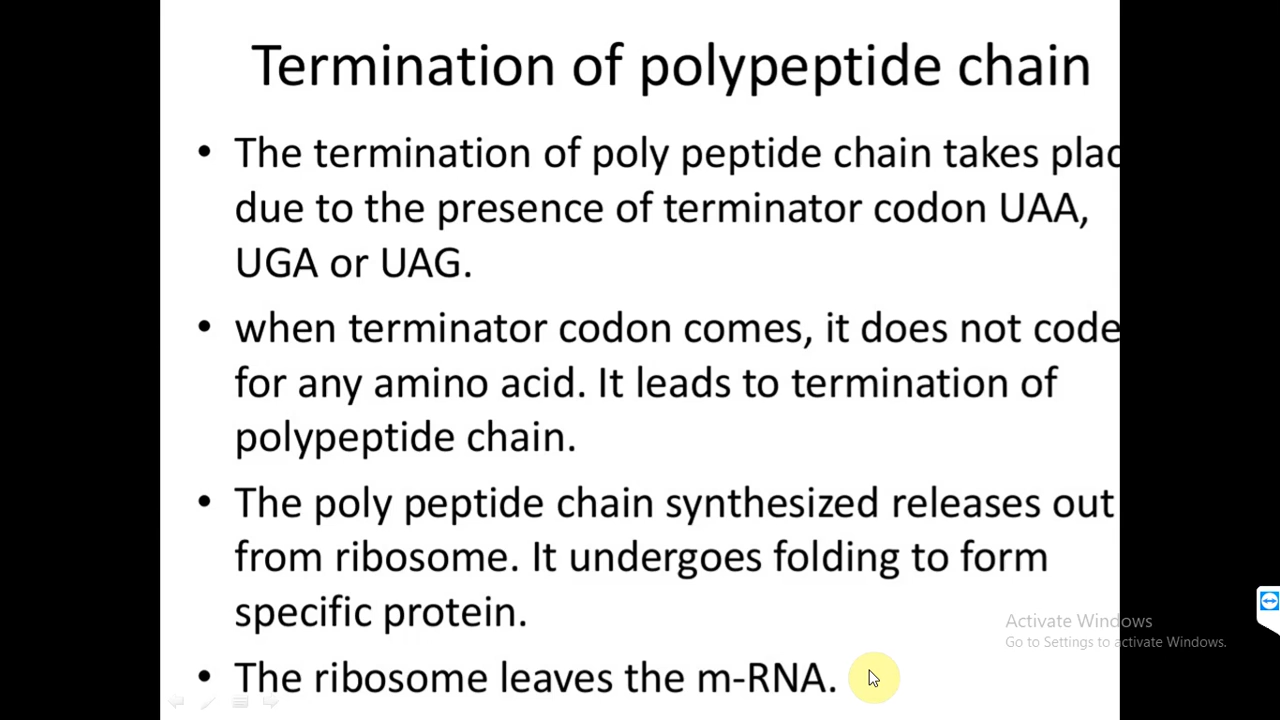 Termination of polypeptide chain
• The termination of poly peptide chain takes plac
due to the presence of terminator codon UAA,
UGA or UAG.
• when terminator codon comes, it does not code
for any amino acid. It leads to termination of
polypeptide chain.
• The poly peptide chain synthesized releases out
from ribosome. It undergoes folding to form
specific protein.
Activate Windows
Go to Settings to activate Windows.
• The ribosome leaves the m-RNA.